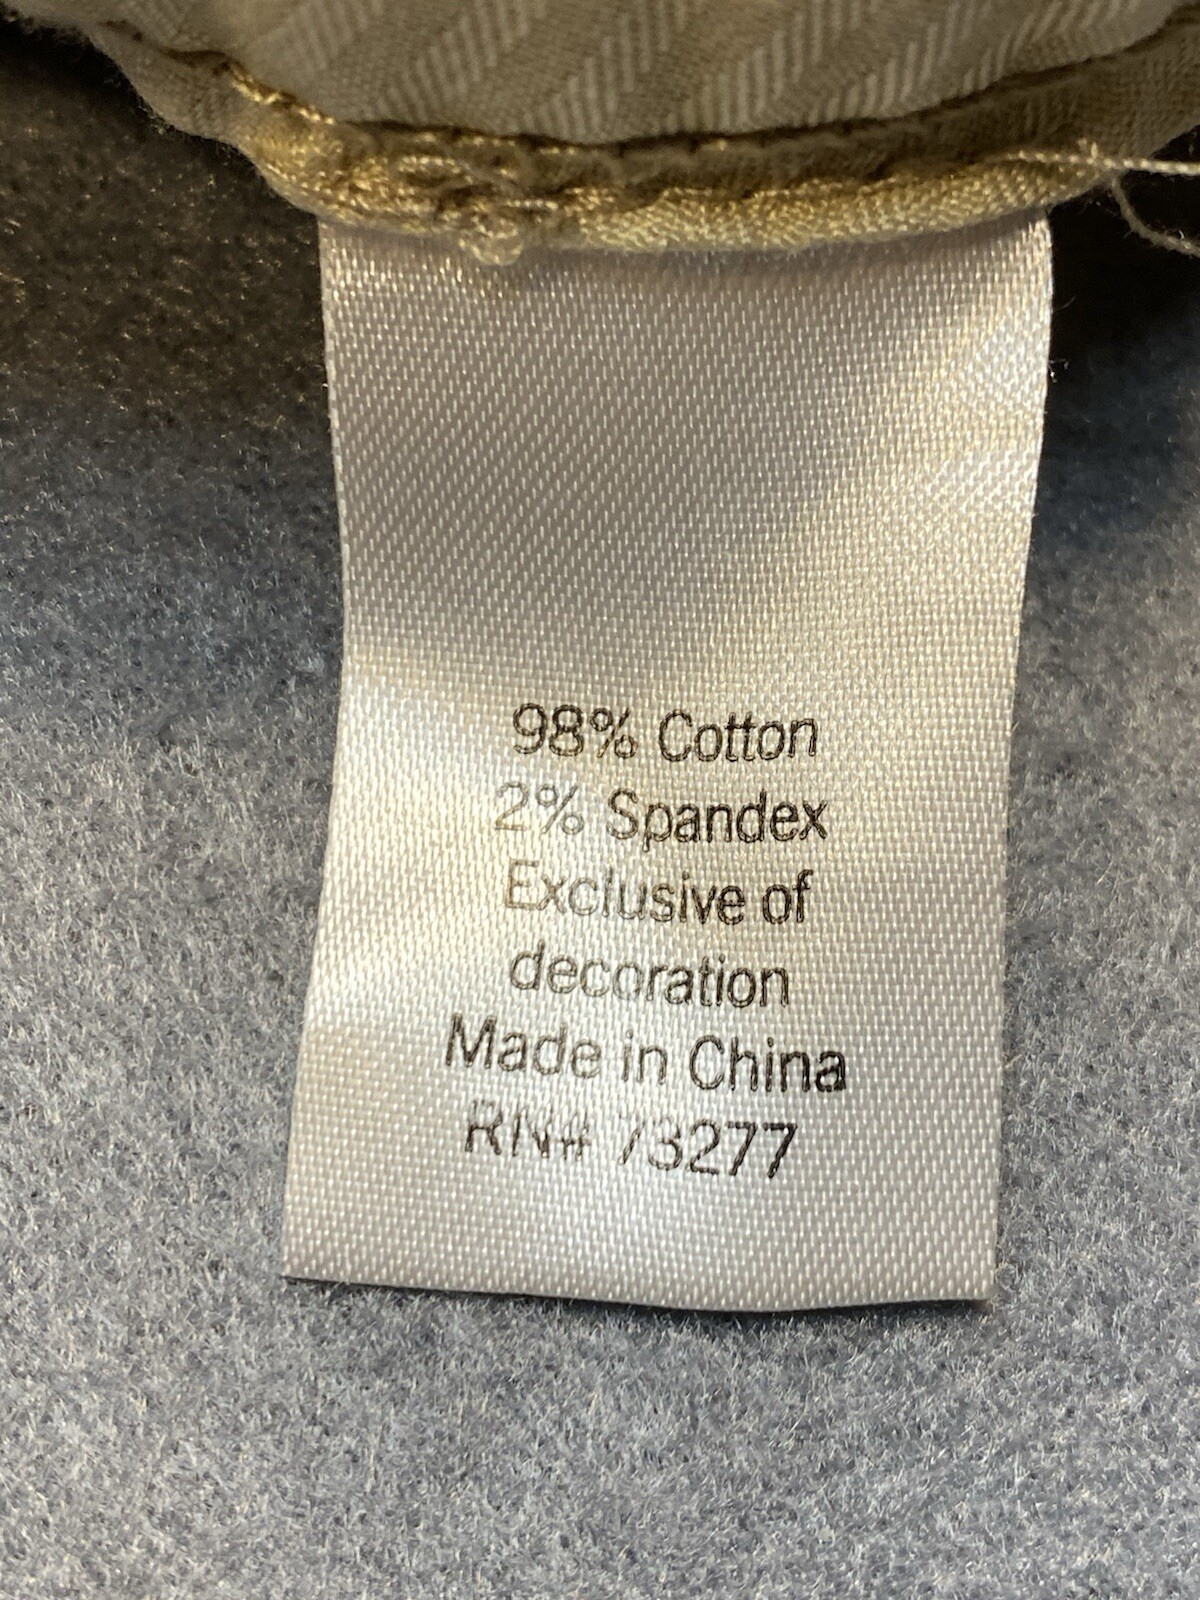 98% Cotton
2% Spandex
Exclusive of
decoration
Made in China
RN# 73277